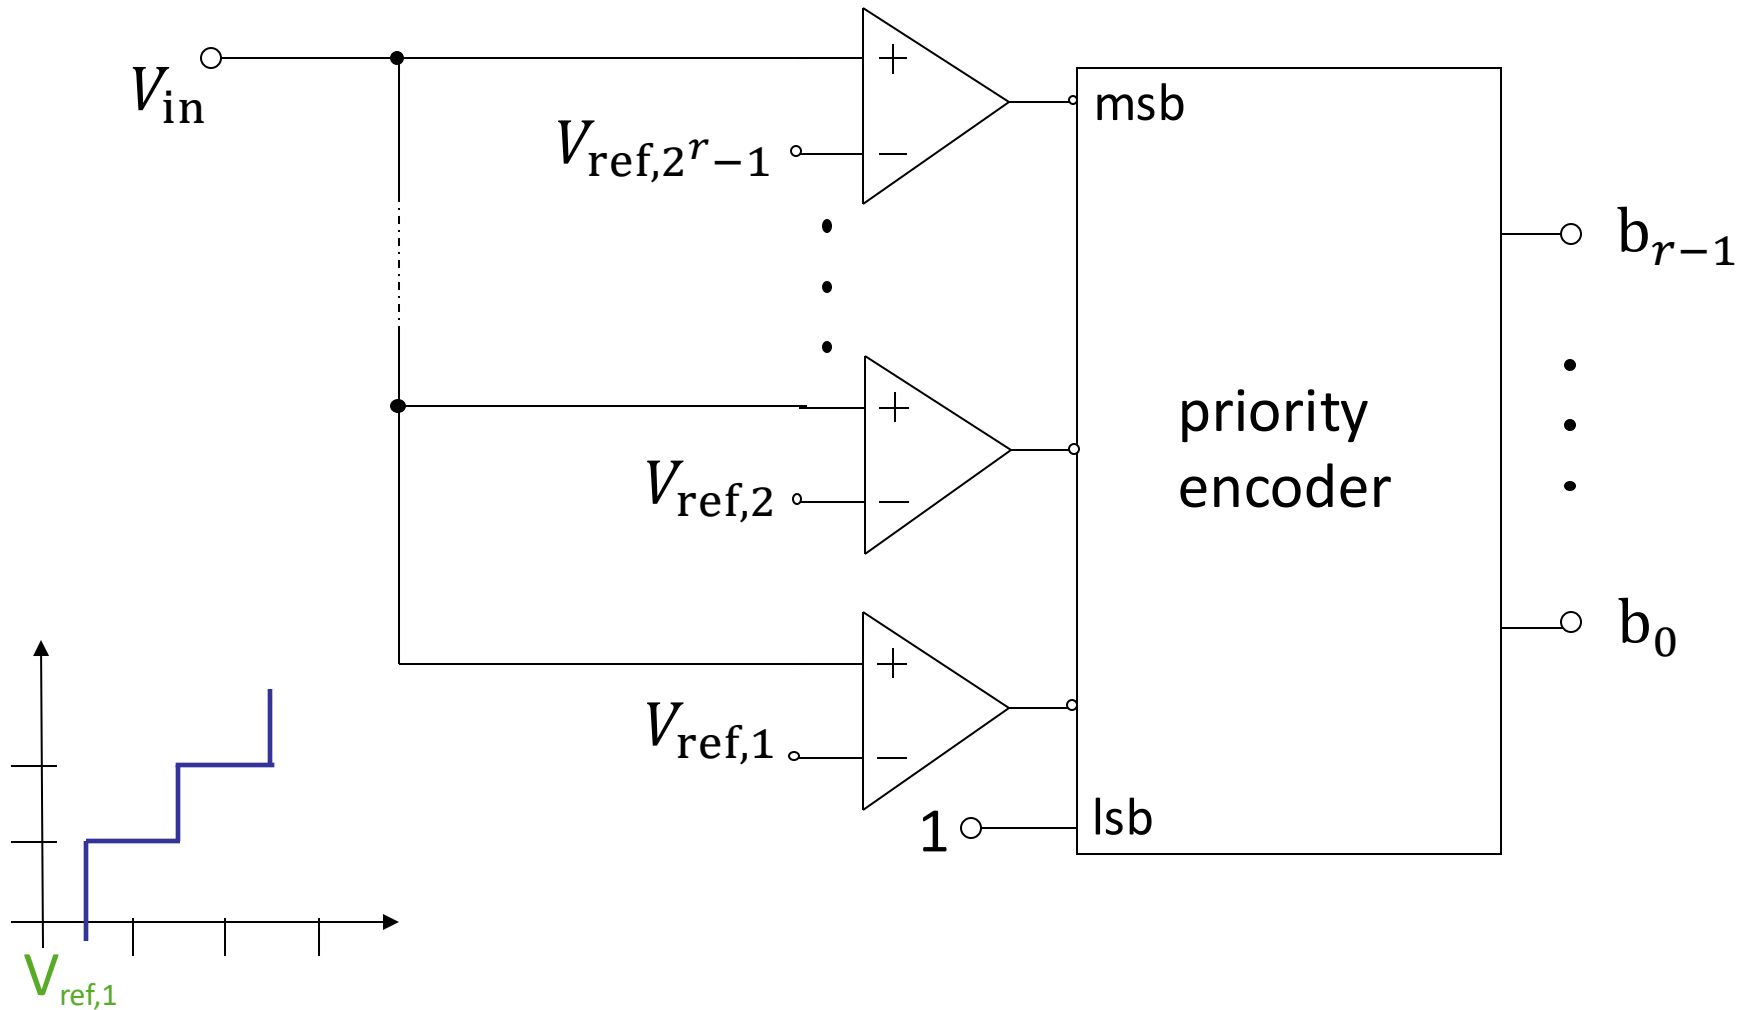 V_in
+
msb
V_ref,2^r−1
−
b_r−1
+
priority
encoder
V_ref,2
−
b_0
+
V_ref,1
−
1
lsb
V_ref,1